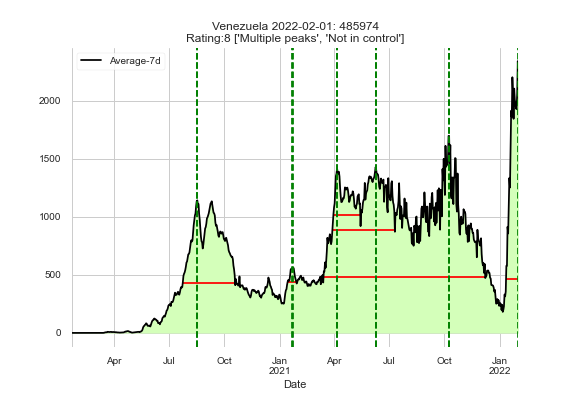 Venezuela 2022-02-01: 485974
Rating:8 ['Multiple peaks', 'Not in control']
Average-7d
2000
1500
1000
500
0
Apr Jul Oct Jan Apr Jul Oct Jan
2021 2022
Date